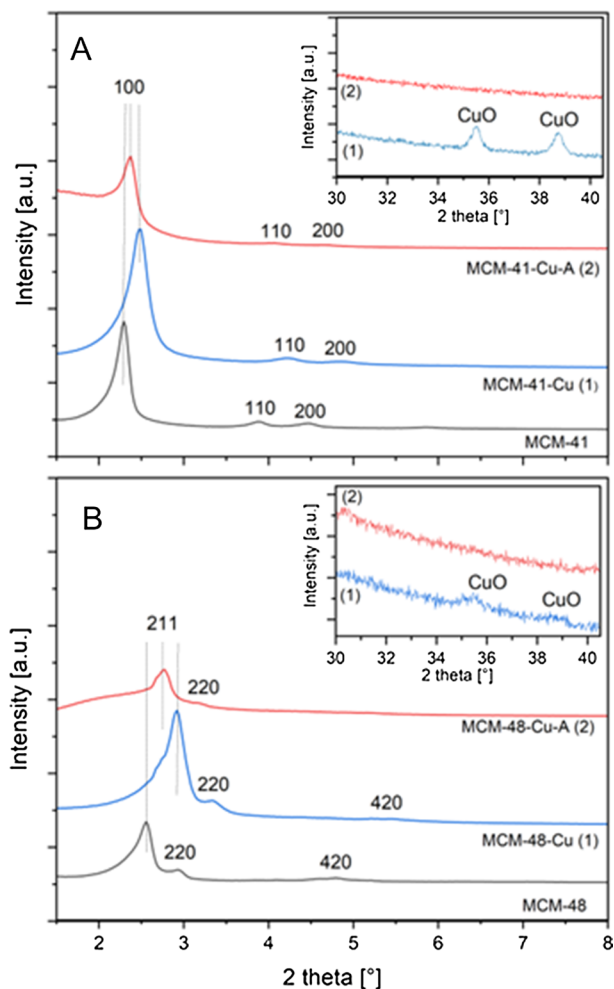 A
100
Intensity [a.u.]
(2)
CuO CuO
(1)
30 32 34 36 38 40
2 theta [°]
Intensity [a.u.]
110 200
MCM-41-Cu-A (2)
110 200
MCM-41-Cu (1)
110 200
MCM-41
B
211
Intensity [a.u.]
(2)
CuO
CuO
(1)
30 32 34 36 38 40
2 theta [°]
Intensity [a.u.]
220
MCM-48-Cu-A (2)
220 420
MCM-48-Cu (1)
220 420
MCM-48
2 3 4 5 6 7 8
2 theta [°]